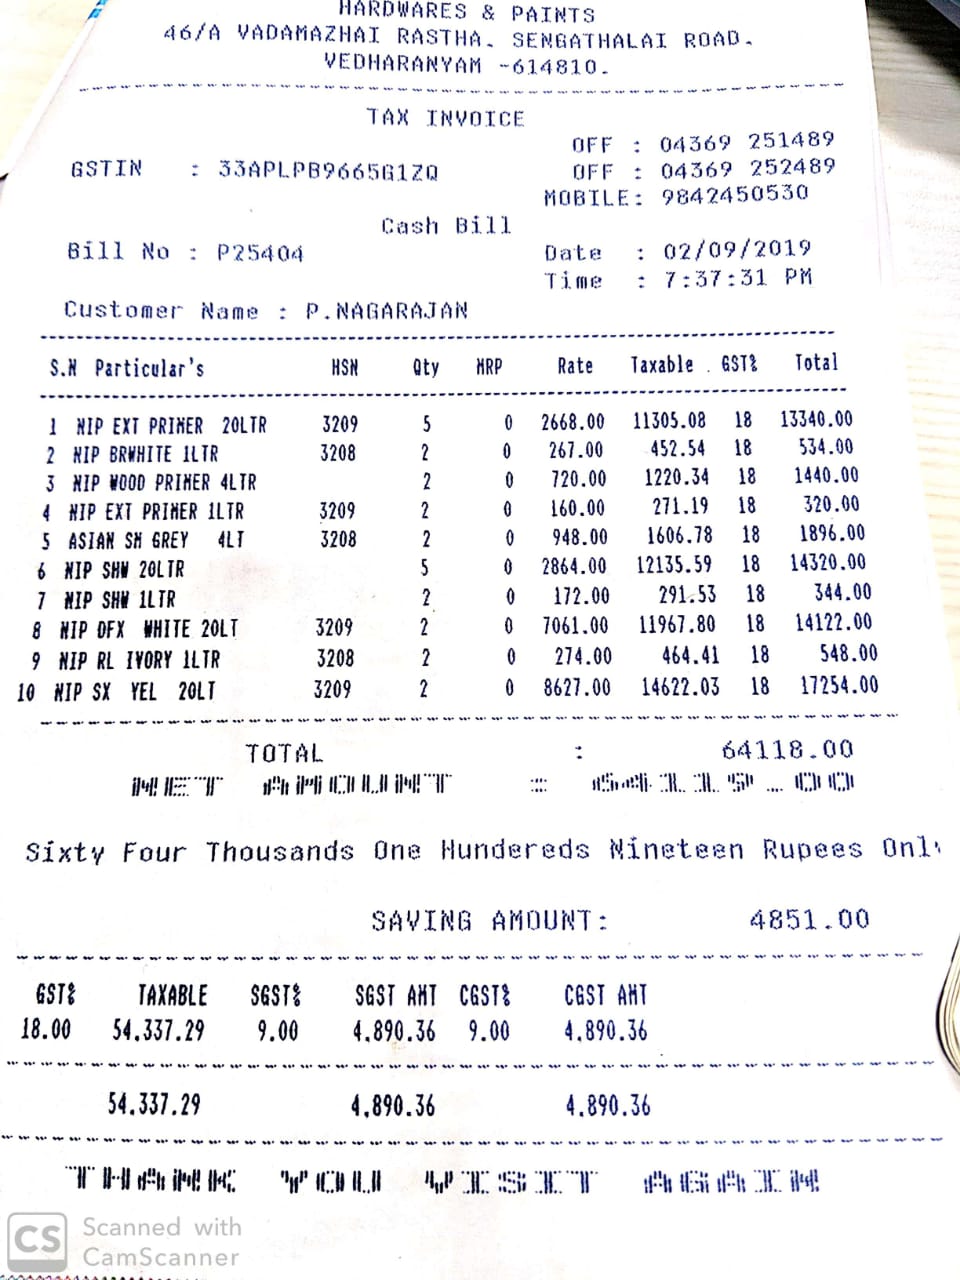 HARDWARES & PAINTS
46/A VADAMAZHAI RASTHA. SENGATHALAI ROAD.
VEDHARANYAM -614810.
TAX INVOICE
OFF : 04369 251489
GSTIN : 33APLPB9665G1ZQ OFF : 04369 252489
MOBILE: 9842450530
Cash Bill
Bill No : P25404 Date : 02/09/2019
Time : 7:37:31 PM
Customer Name : P.NAGARAJAN
S.N Particular's HSN Qty MRP Rate Taxable . GST% Total
1 NIP EXT PRIMER 20LTR 3209 5 0 2668.00 11305.08 18 13340.00
2 NIP BRWHITE 1LTR 3208 2 0 267.00 452.54 18 534.00
3 NIP WOOD PRIMER 4LTR 2 0 720.00 1220.34 18 1440.00
4 NIP EXT PRIMER 1LTR 3209 2 0 160.00 271.19 18 320.00
5 ASIAN SM GREY 4LT 3208 2 0 948.00 1606.78 18 1896.00
6 NIP SHW 20LTR 5 0 2864.00 12135.59 18 14320.00
7 NIP SHW 1LTR 2 0 172.00 291.53 18 344.00
8 NIP OFX WHITE 20LT 3209 2 0 7061.00 11967.80 18 14122.00
9 NIP RL IVORY 1LTR 3208 2 0 274.00 464.41 18 548.00
10 NIP SX YEL 20LT 3209 2 0 8627.00 14622.03 18 17254.00
TOTAL : 64118.00
NET AMOUNT : 64119.00
Sixty Four Thousands One Hundereds Nineteen Rupees Only
SAVING AMOUNT: 4851.00
GST% TAXABLE SGST% SGST AMT CGST% CGST AMT
18.00 54,337.29 9.00 4,890.36 9.00 4,890.36
54,337.29 4,890.36 4,890.36
THANK YOU VISIT AGAIN
CS Scanned with
CamScanner